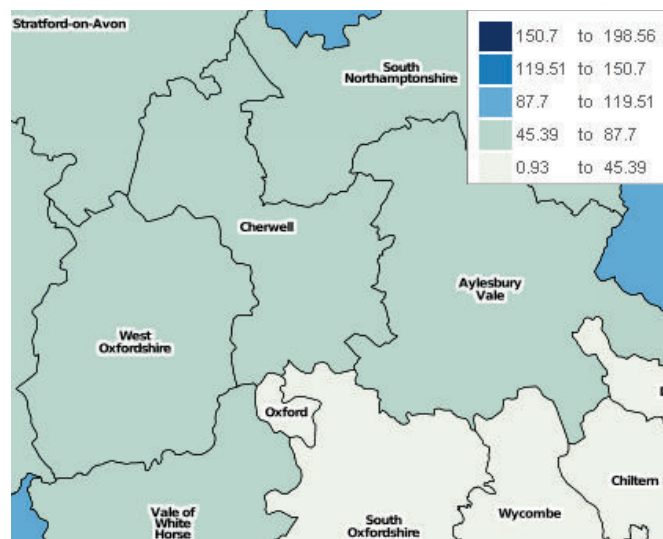 Stratford-on-Avon
South
Northamptonshire
150.7 to 198.56
119.51 to 150.7
87.7 to 119.51
45.39 to 87.7
0.93 to 45.39
Cherwell
Aylesbury
Vale
West
Oxfordshire
Oxford
Chiltern
Vale of
White
Horse
South
Oxfordshire
Wycombe